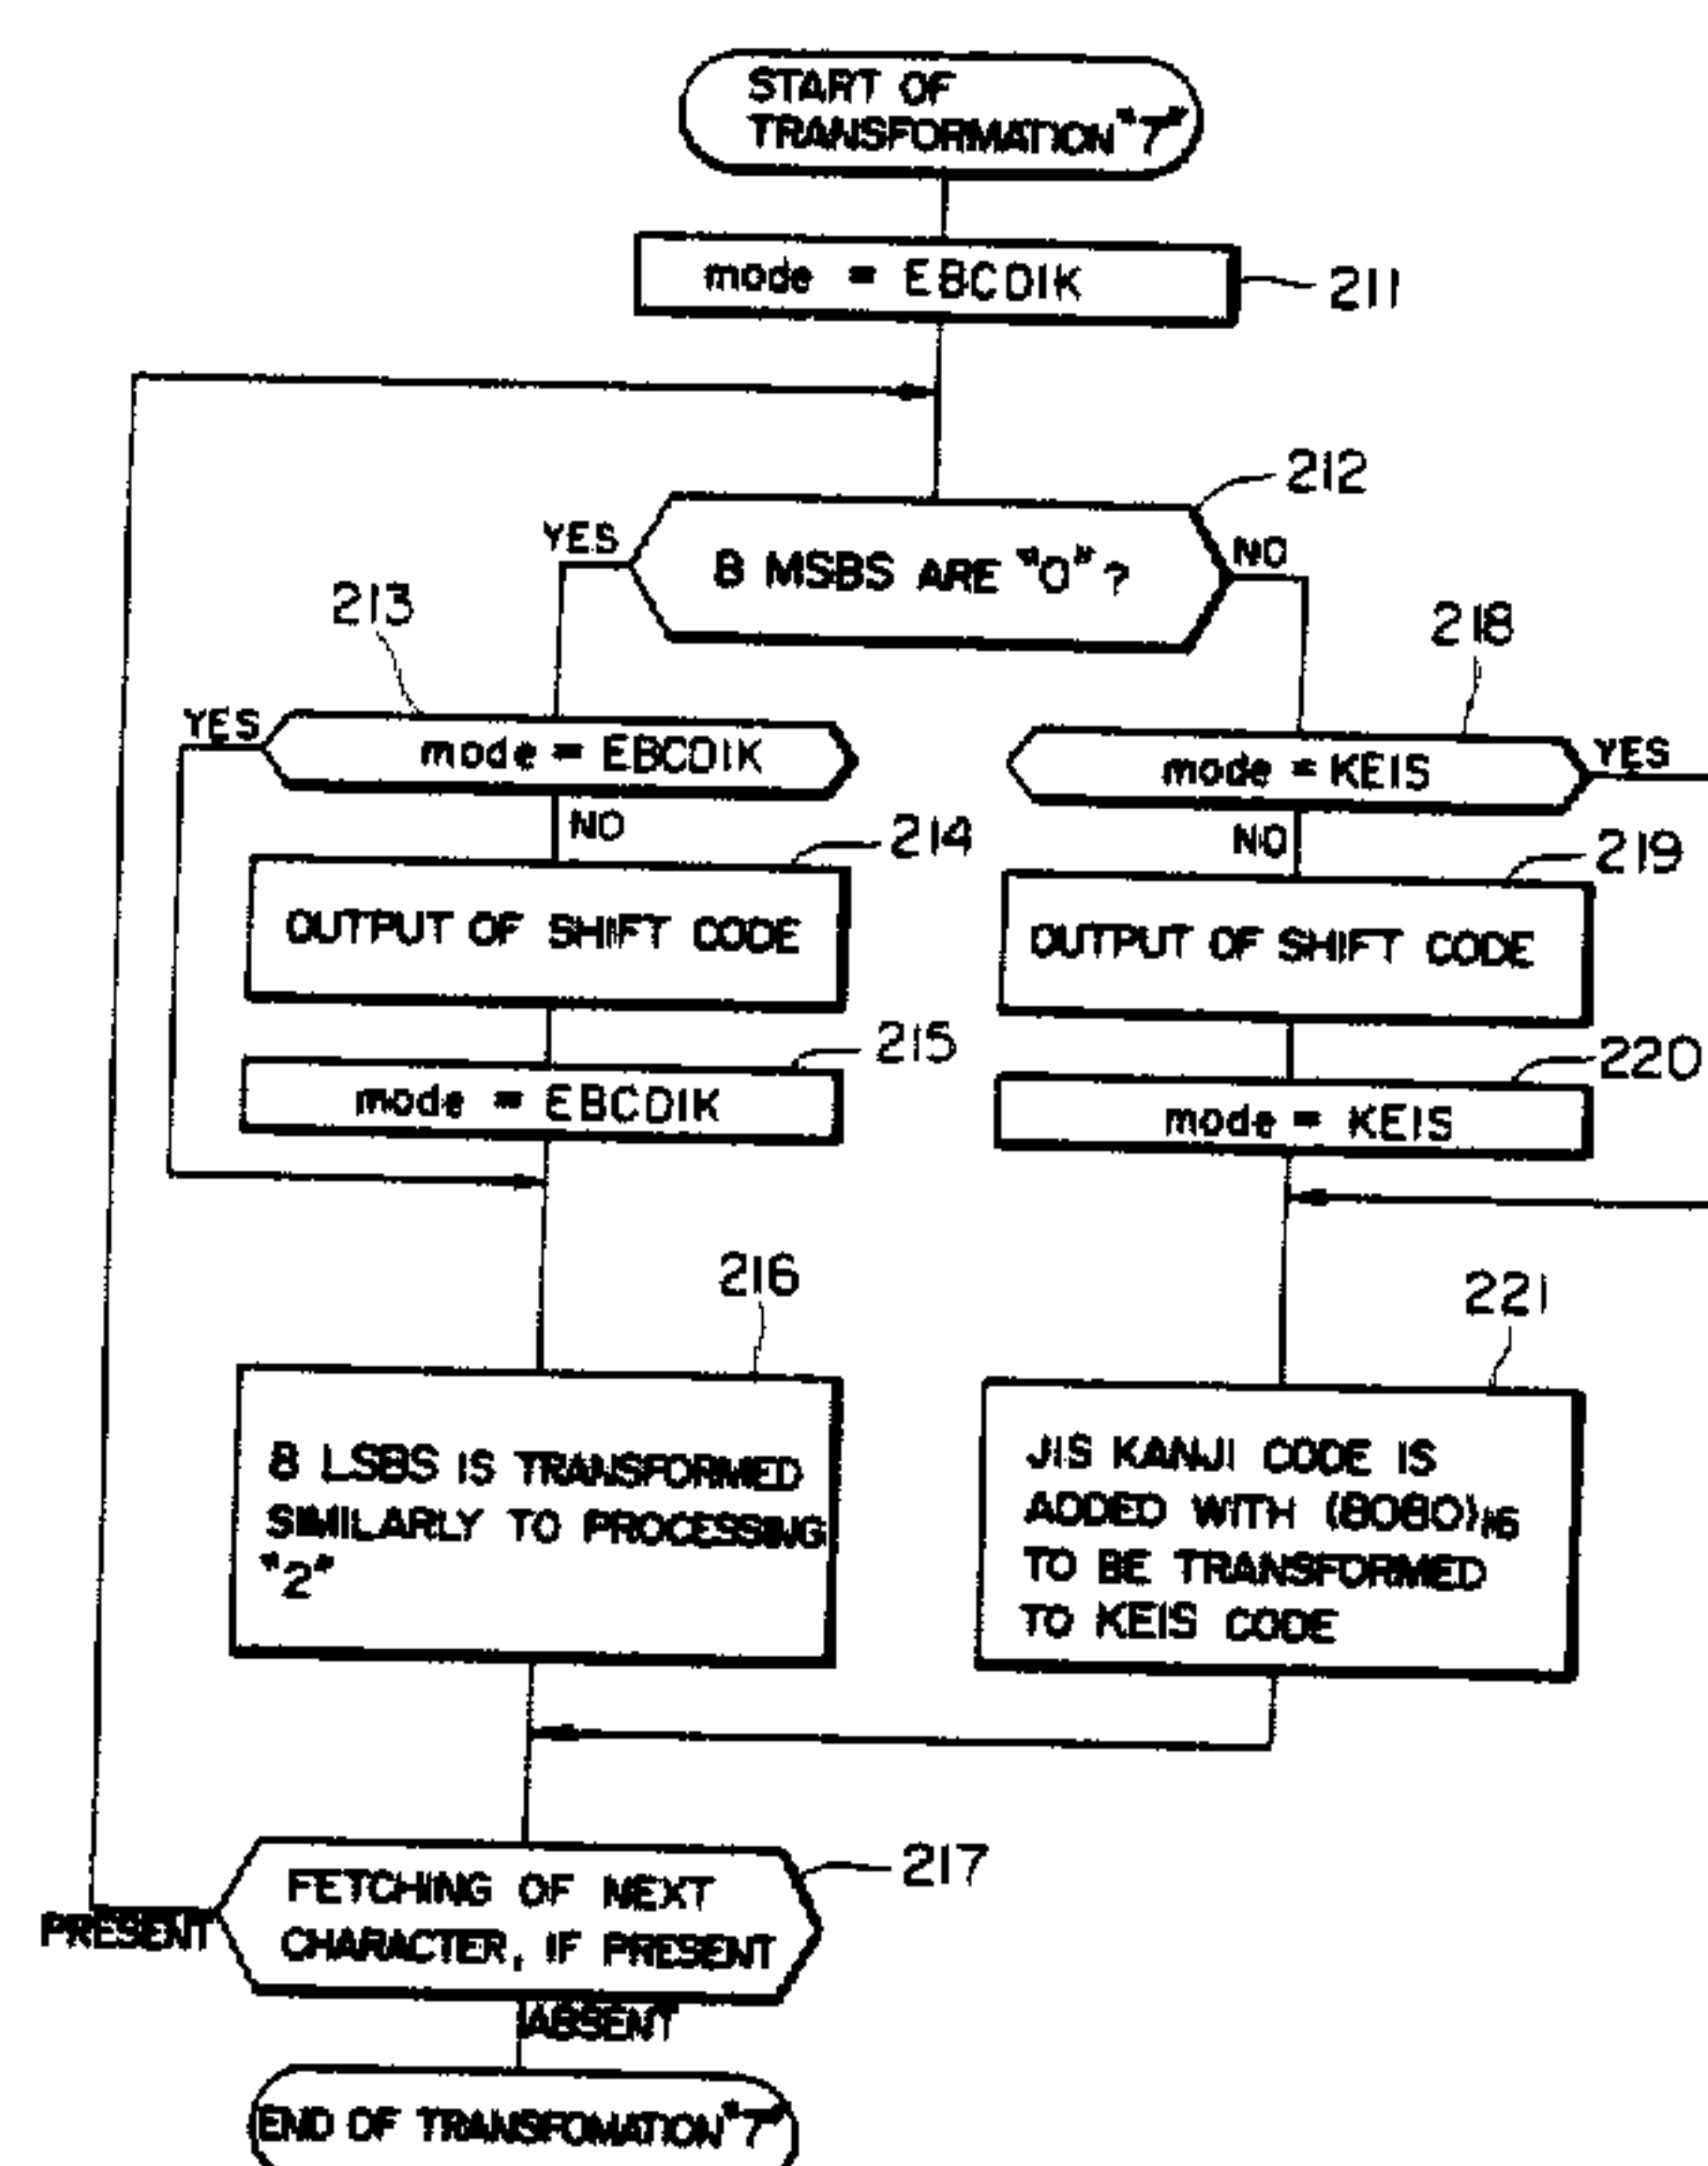 START OF
TRANSFORMATION "7"
mode = EBCDIK
211
212
8 MSBS ARE "0" ?
YES
NO
213
218
YES
mode = EBCDIK
mode = KEIS
YES
NO
NO
214
219
OUTPUT OF SHIFT CODE
OUTPUT OF SHIFT CODE
215
220
mode = EBCDIK
mode = KEIS
216
221
8 LSBS IS TRANSFORMED
SIMILARLY TO PROCESSING
"2"
JIS KANJI CODE IS
ADDED WITH (8080)16
TO BE TRANSFORMED
TO KEIS CODE
217
FETCHING OF NEXT
CHARACTER, IF PRESENT
PRESENT
ABSENT
END OF TRANSFOMATION "7"